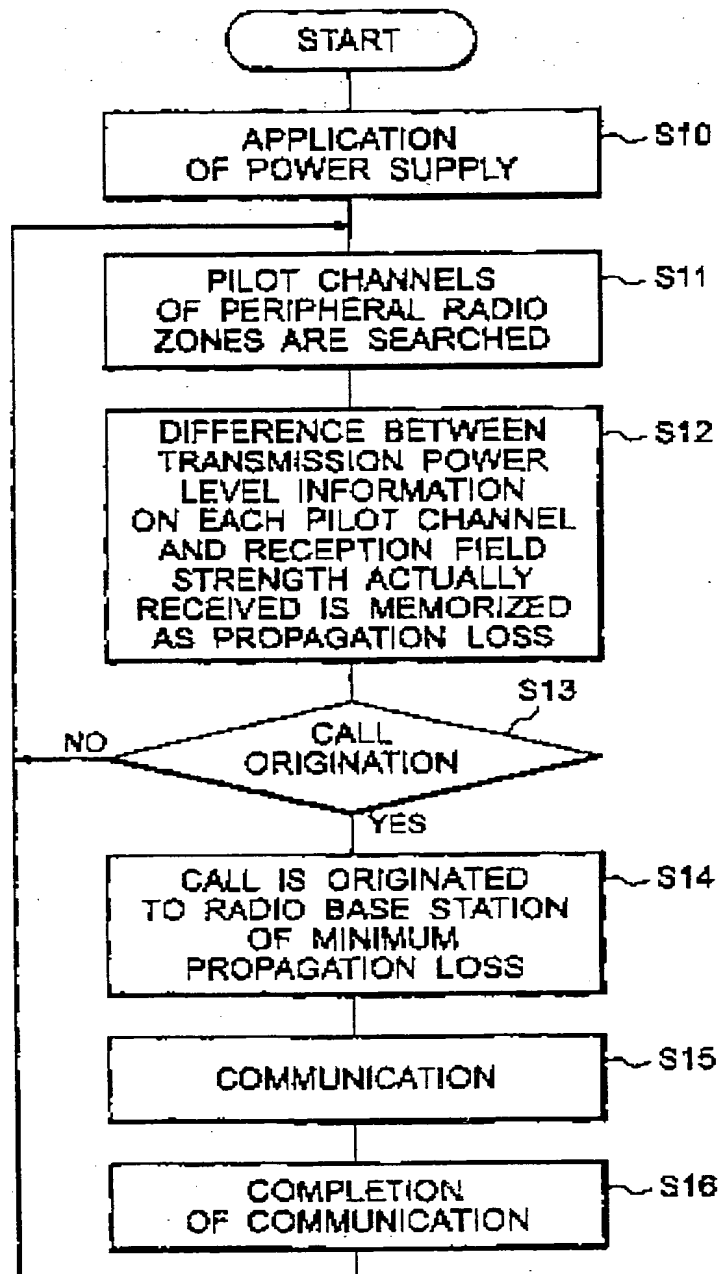 START
APPLICATION
OF POWER SUPPLY
S10
PILOT CHANNELS
OF PERIPHERAL RADIO
ZONES ARE SEARCHED
S11
DIFFERENCE BETWEEN
TRANSMISSION POWER
LEVEL INFORMATION
ON EACH PILOT CHANNEL
AND RECEPTION FIELD
STRENGTH ACTUALLY
RECEIVED IS MEMORIZED
AS PROPAGATION LOSS
S12
S13
CALL
ORIGINATION
NO
YES
CALL IS ORIGINATED
TO RADIO BASE STATION
OF MINIMUM
PROPAGATION LOSS
S14
COMMUNICATION
S15
COMPLETION
OF COMMUNICATION
S16